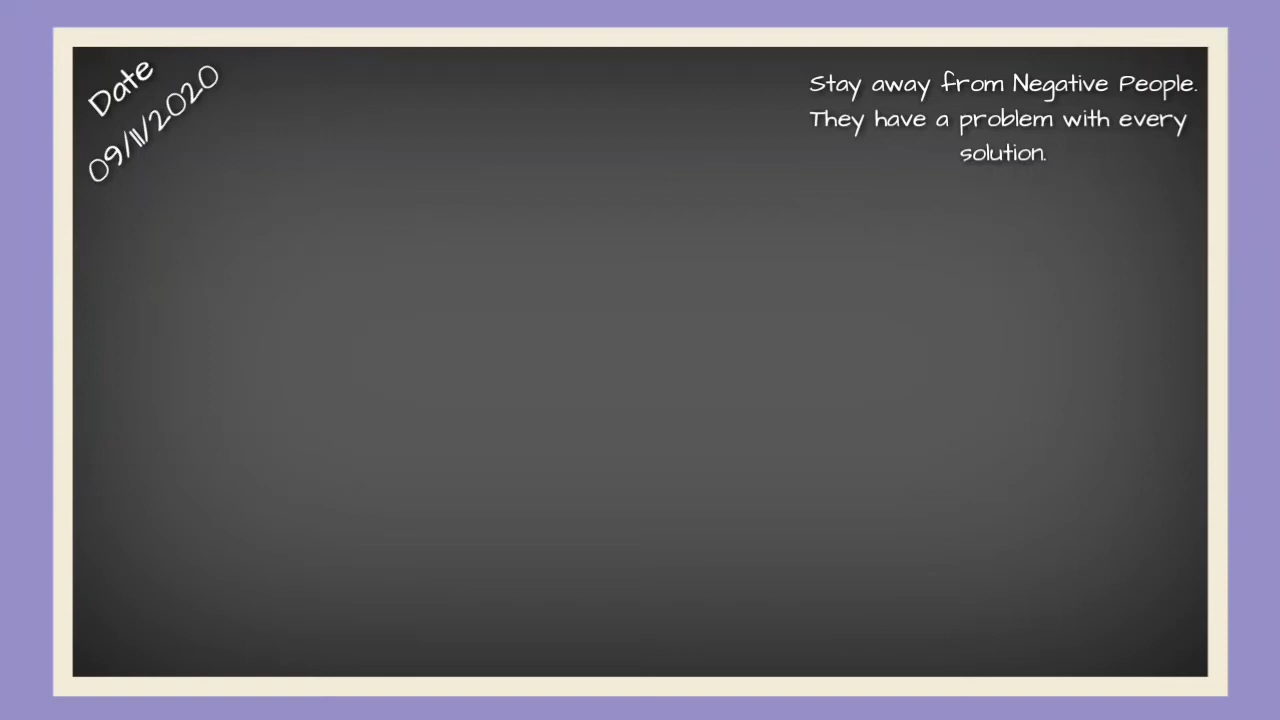 Date
09/11/2020
Stay away from Negative People.
They have a problem with every
solution.